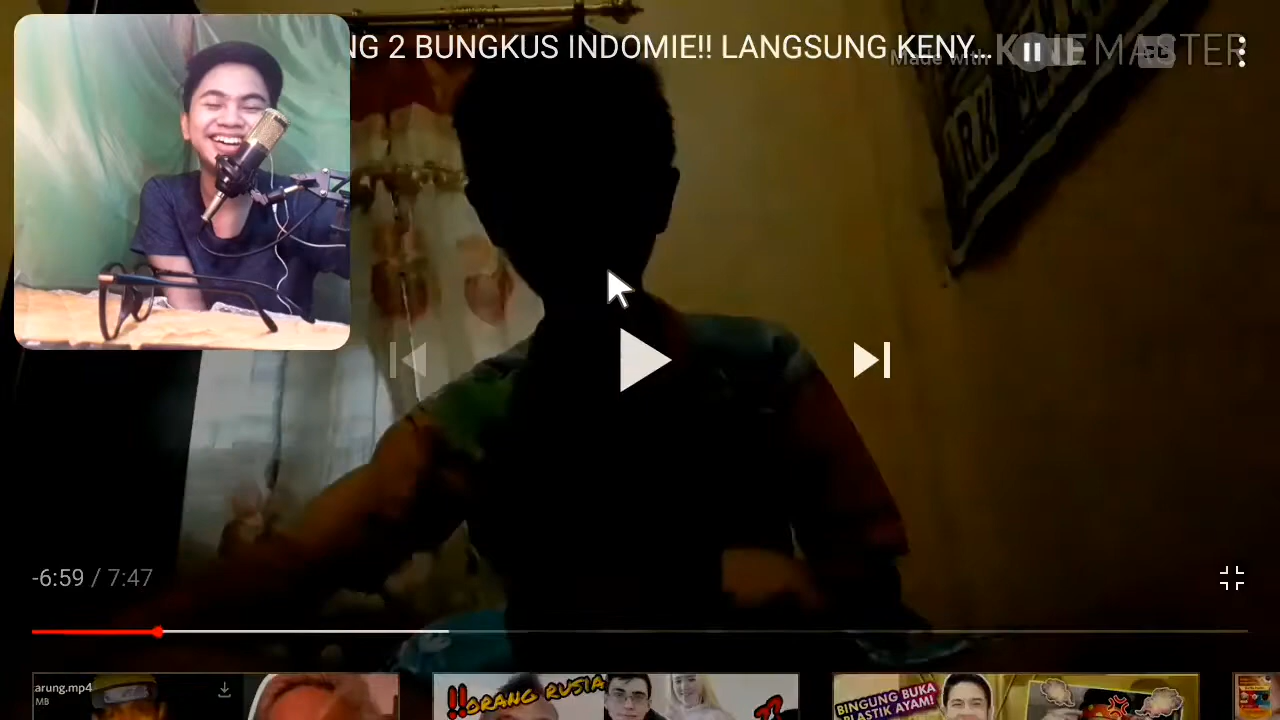 NG 2 BUNGKUS INDOMIE!! LANGSUNG KENY...
Made with KINEMASTER
ARK
-6:59 / 7:47
arung.mp4
MB
!!ORANG RUSIA
??
BINGUNG BUKA
PLASTIK AYAM!